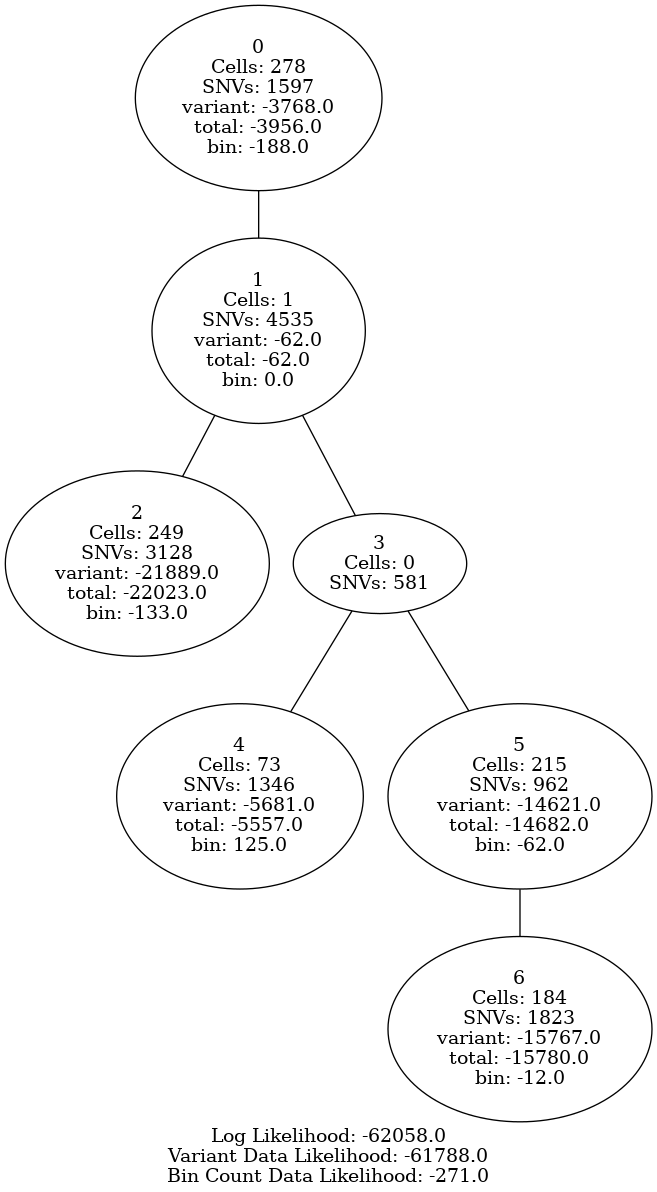 0
Cells: 278
SNVs: 1597
variant: -3768.0
total: -3956.0
bin: -188.0
1
Cells: 1
SNVs: 4535
variant: -62.0
total: -62.0
bin: 0.0
2
Cells: 249
SNVs: 3128
variant: -21889.0
total: -22023.0
bin: -133.0
3
Cells: 0
SNVs: 581
4
Cells: 73
SNVs: 1346
variant: -5681.0
total: -5557.0
bin: 125.0
5
Cells: 215
SNVs: 962
variant: -14621.0
total: -14682.0
bin: -62.0
6
Cells: 184
SNVs: 1823
variant: -15767.0
total: -15780.0
bin: -12.0
Log Likelihood: -62058.0
Variant Data Likelihood: -61788.0
Bin Count Data Likelihood: -271.0